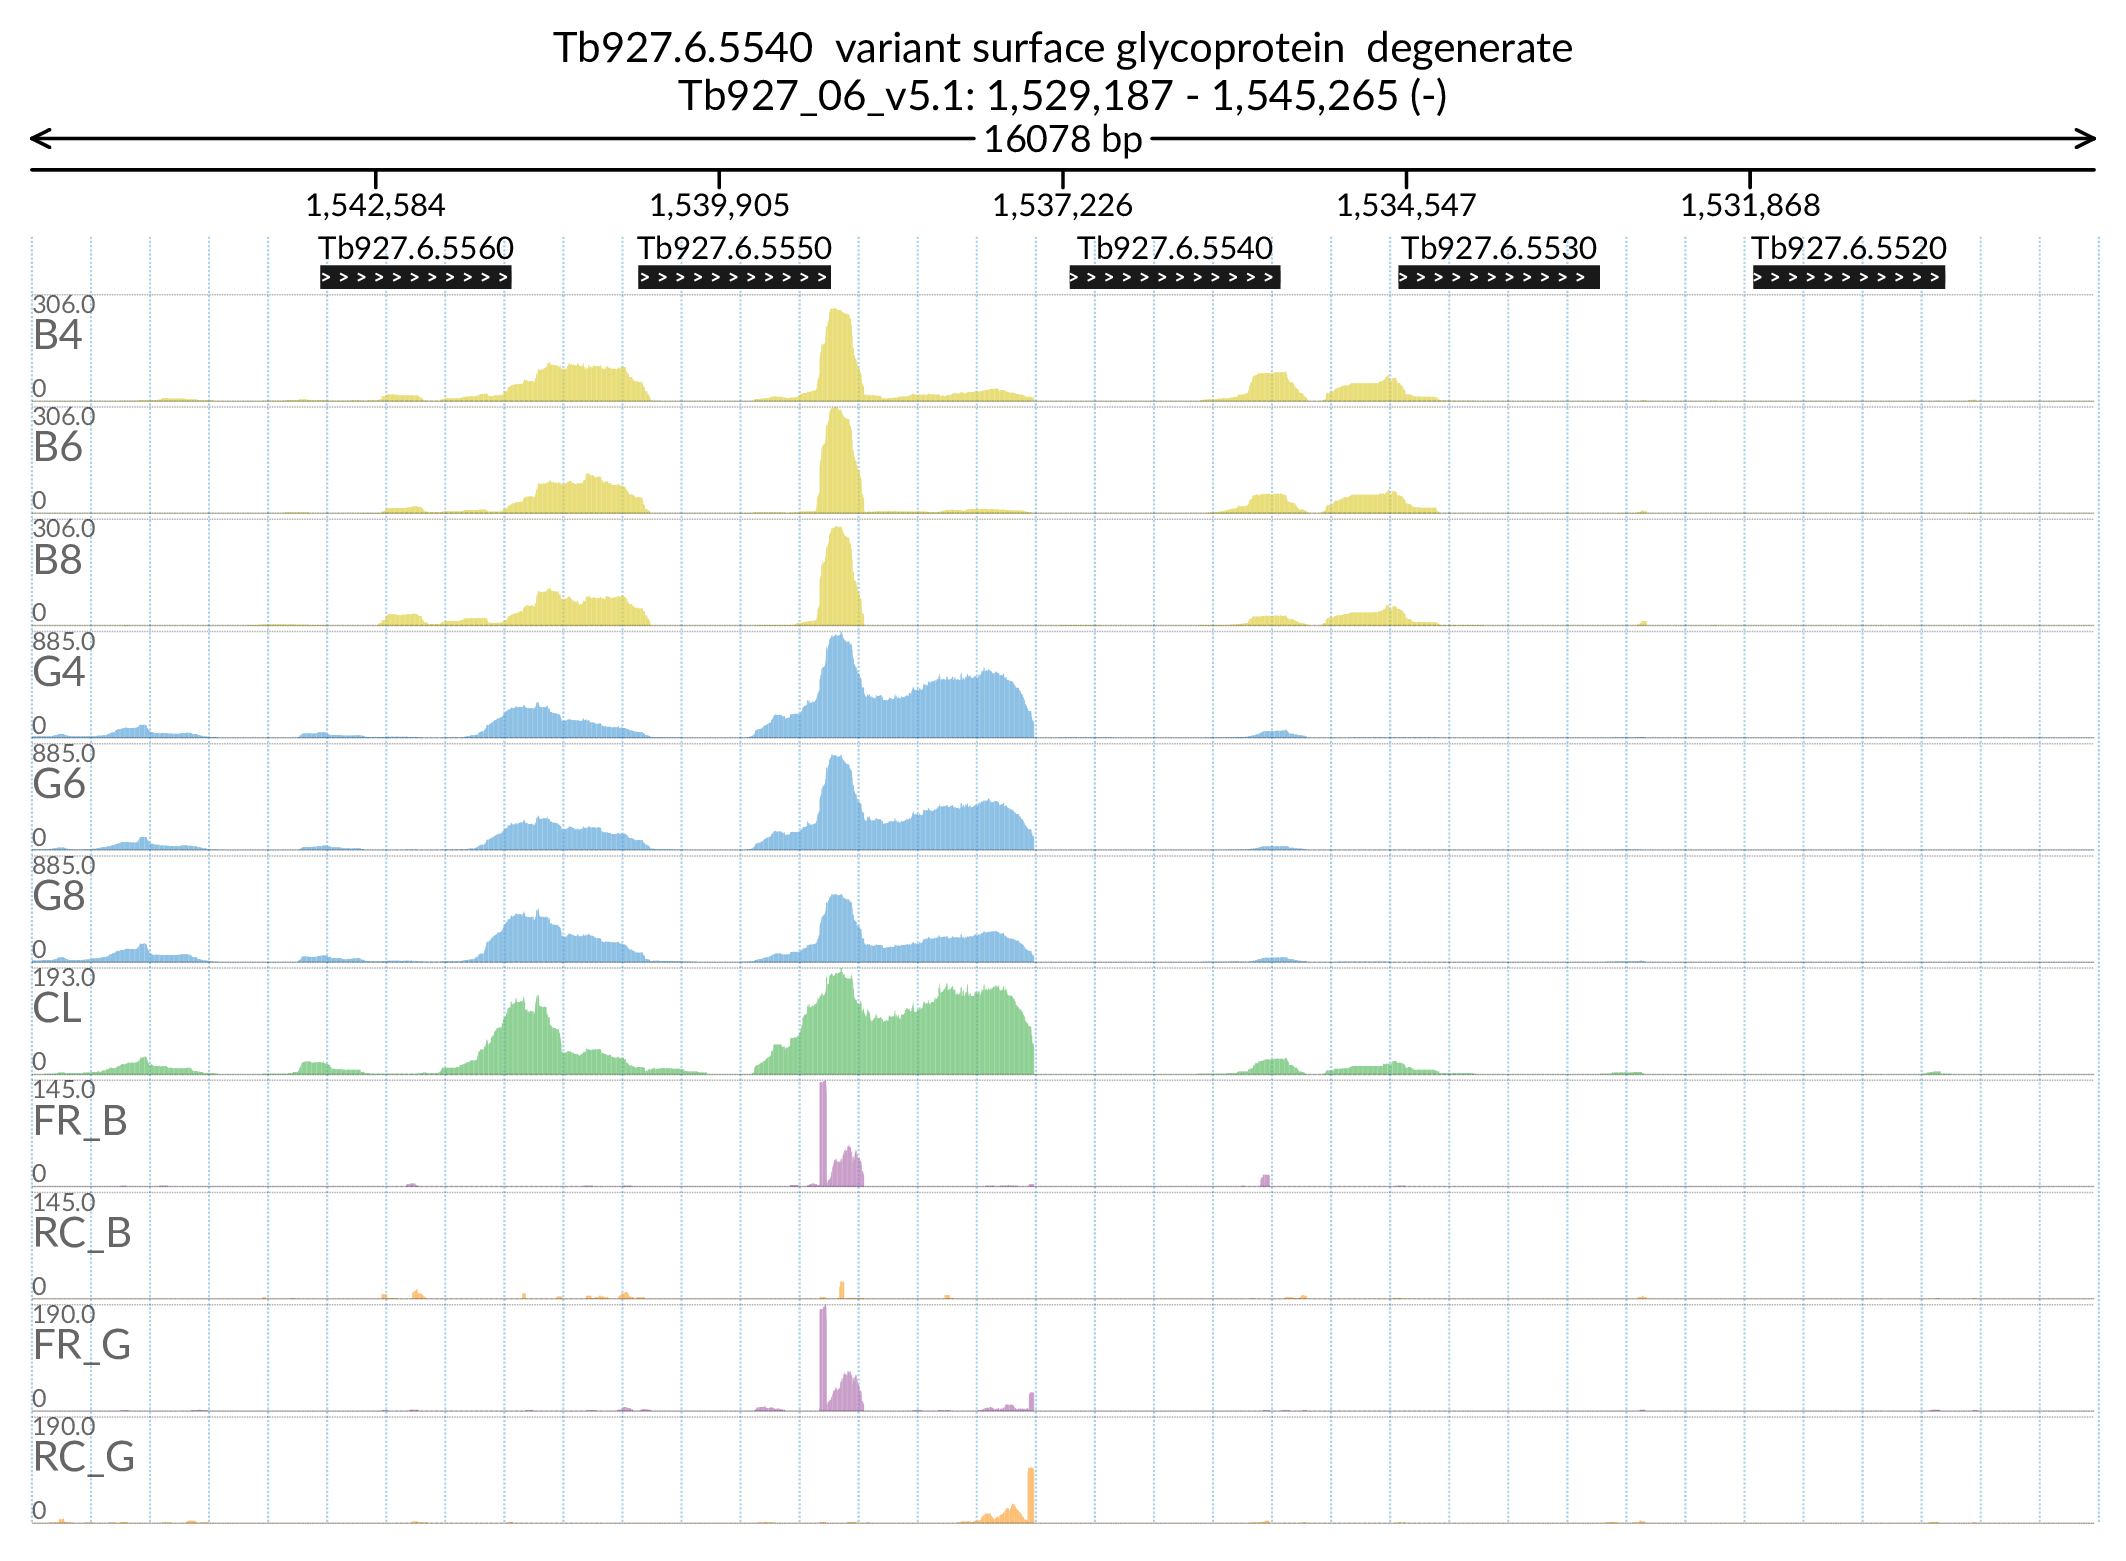 Tb927.6.5540  variant surface glycoprotein  degenerate
Tb927_06_v5.1: 1,529,187 - 1,545,265 (-)
16078 bp
1,542,584 1,539,905 1,537,226 1,534,547 1,531,868
Tb927.6.5560 Tb927.6.5550 Tb927.6.5540 Tb927.6.5530 Tb927.6.5520
306.0
B4
0
306.0
B6
0
306.0
B8
0
885.0
G4
0
885.0
G6
0
885.0
G8
0
193.0
CL
0
145.0
FR_B
0
145.0
RC_B
0
190.0
FR_G
0
190.0
RC_G
0